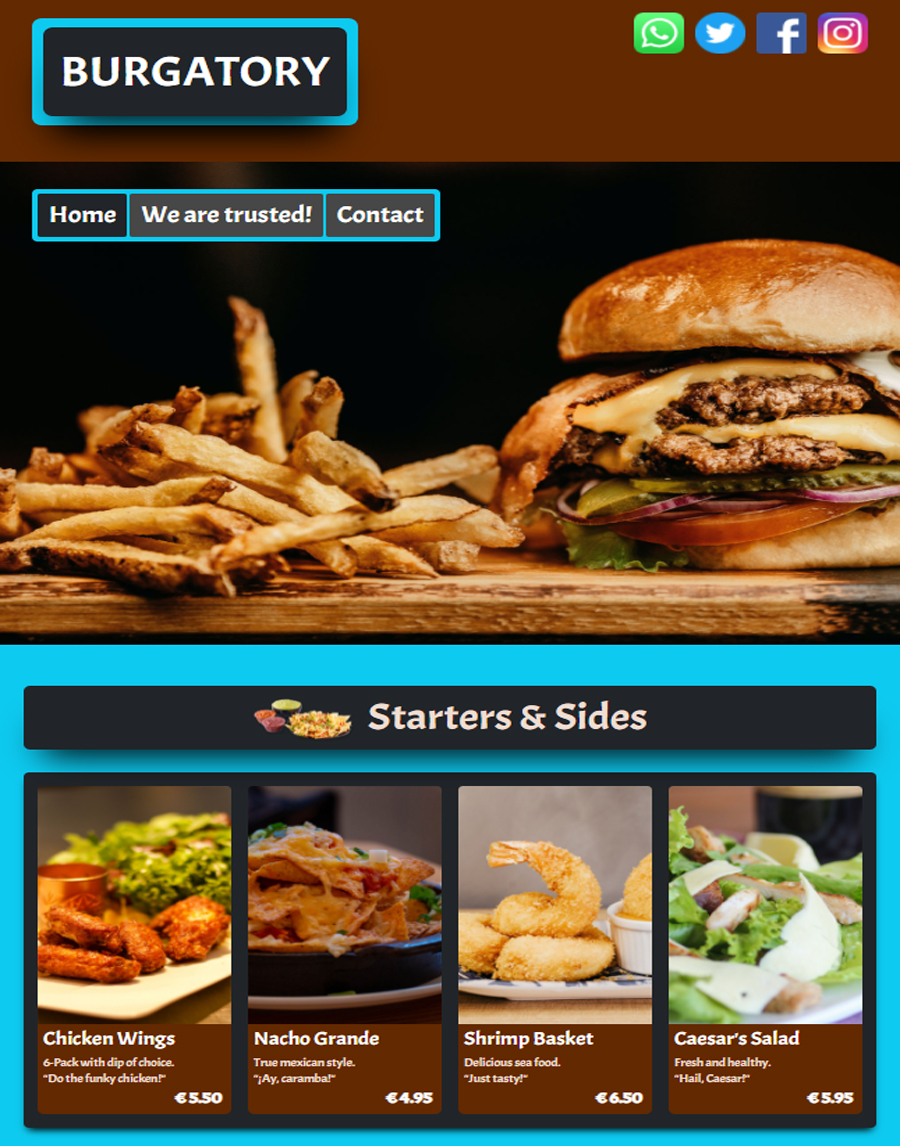 BURGATORY
Home We are trusted! Contact
Starters & Sides
Chicken Wings
6-Pack with dip of choice.
"Do the funky chicken!"
€5.50
Nacho Grande
True mexican style.
"¡Ay, caramba!"
€4.95
Shrimp Basket
Delicious sea food.
"Just tasty!"
€6.50
Caesar's Salad
Fresh and healthy.
"Hail, Caesar!"
€5.95